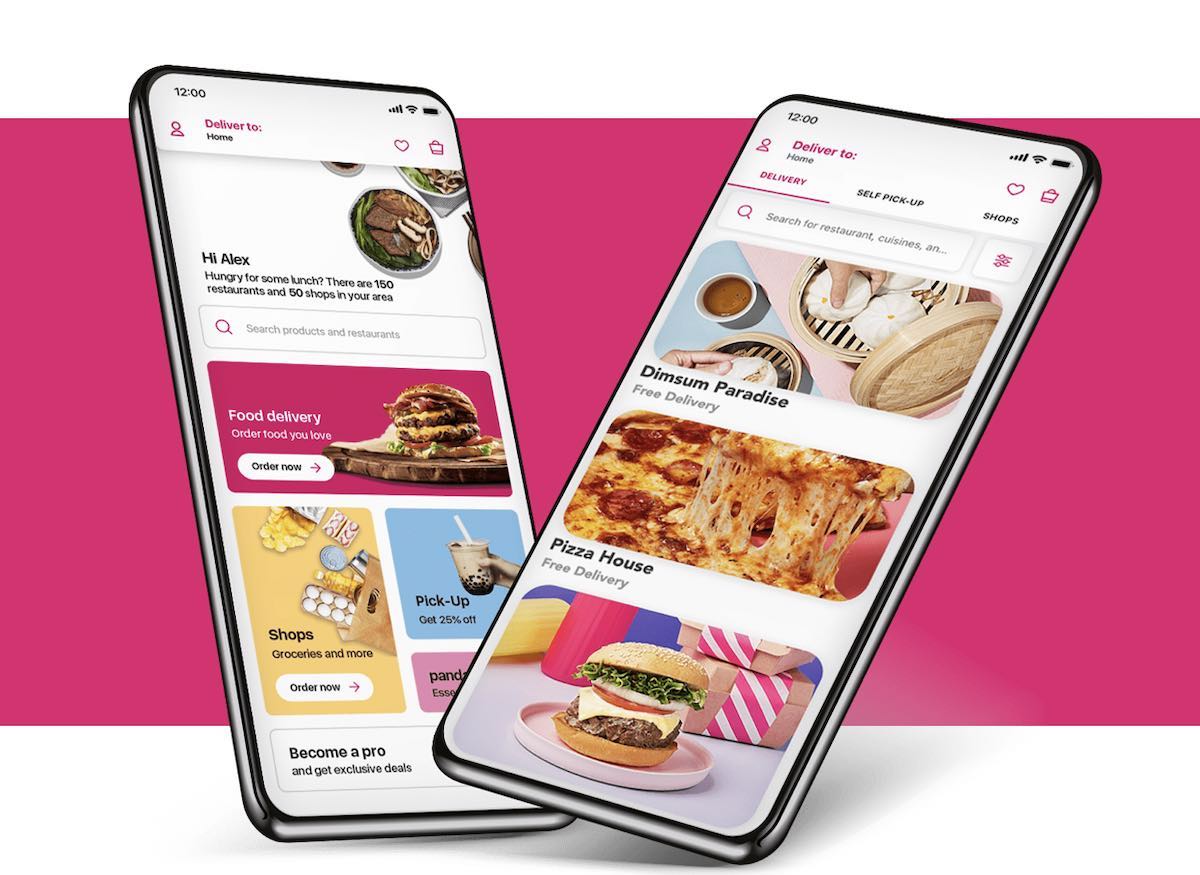 12:00
Deliver to:
Home
Hi Alex
Hungry for some lunch? There are 150
restaurants and 50 shops in your area
Search products and restaurants
Food delivery
Order food you love
Order now
Shops
Groceries and more
Order now
Pick-Up
Get 25% off
panda
Become a pro
and get exclusive deals
12:00
Deliver to:
Home
DELIVERY
SELF PICK-UP
SHOPS
Search for restaurant, cuisines, an...
Dimsum Paradise
Free Delivery
Pizza House
Free Delivery